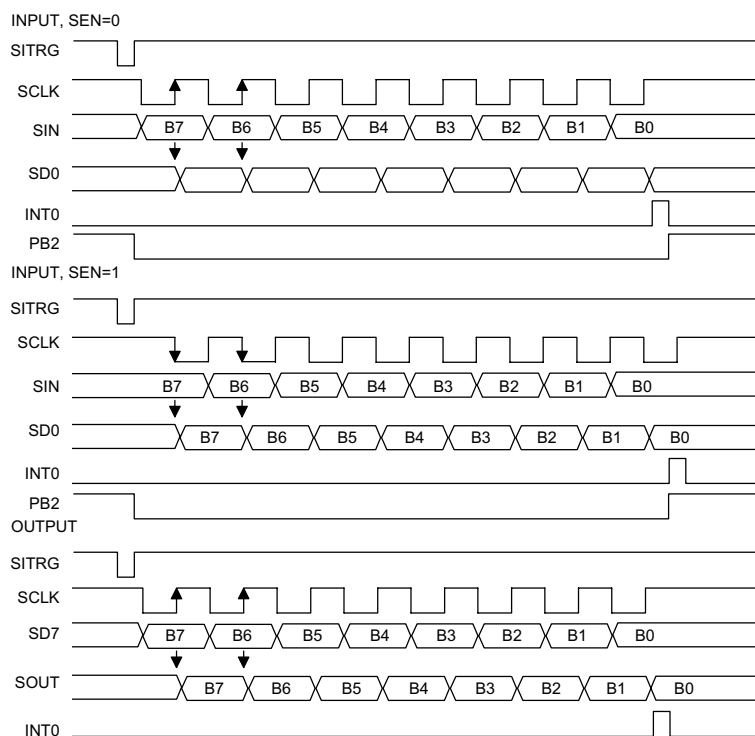 INPUT, SEN=0
SITRG
SCLK
SIN B7 B6 B5 B4 B3 B2 B1 B0
SD0
INT0
PB2
INPUT, SEN=1
SITRG
SCLK
SIN B7 B6 B5 B4 B3 B2 B1 B0
SD0 B7 B6 B5 B4 B3 B2 B1 B0
INT0
PB2
OUTPUT
SITRG
SCLK
SD7 B7 B6 B5 B4 B3 B2 B1 B0
SOUT B7 B6 B5 B4 B3 B2 B1 B0
INT0